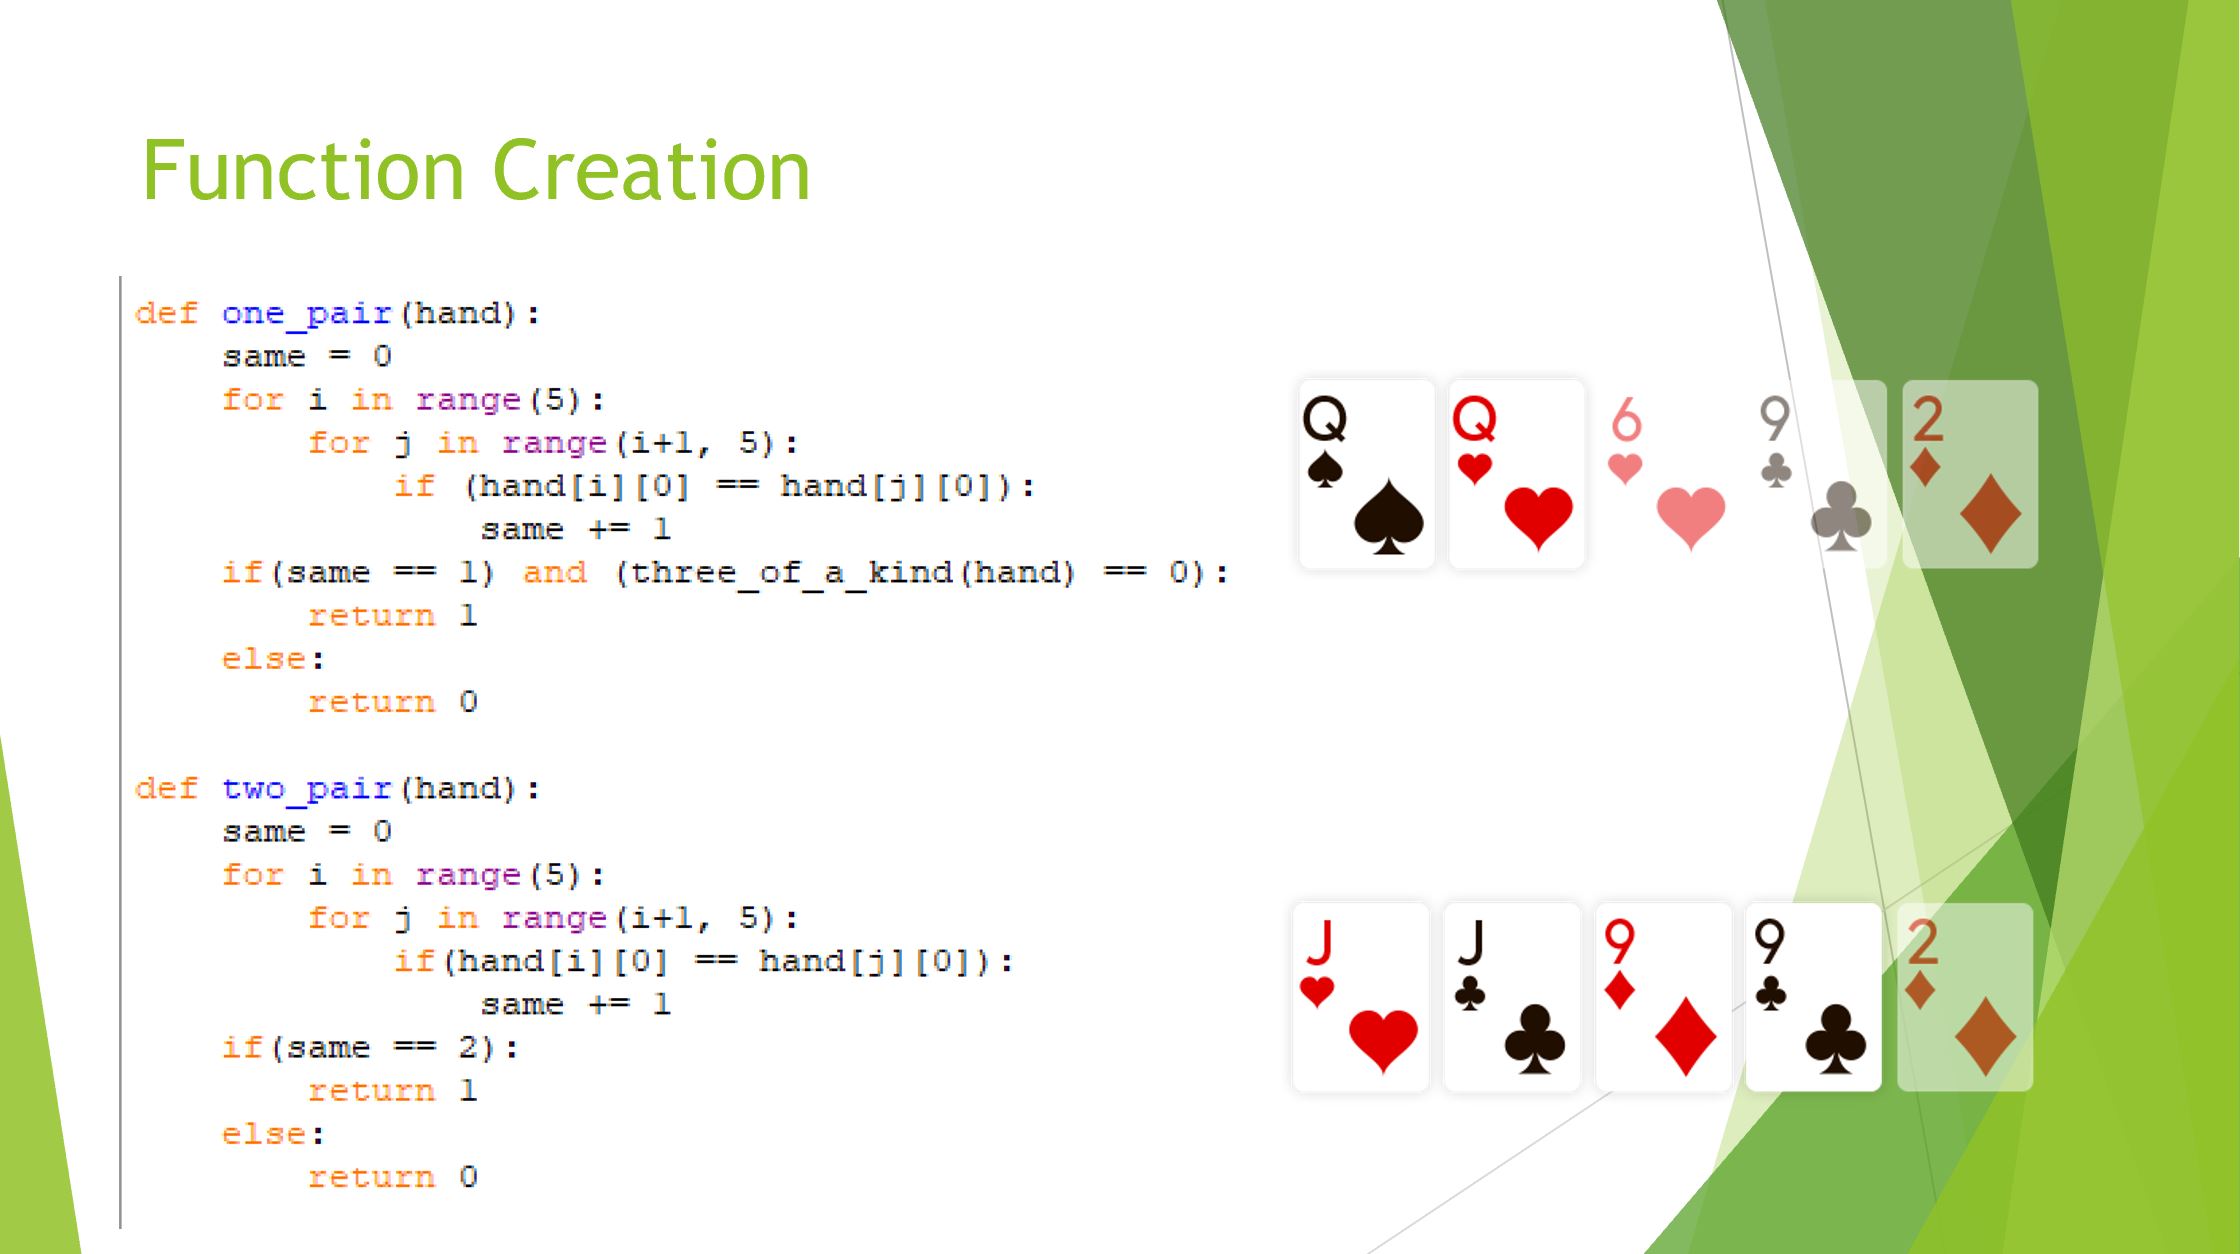 Function Creation
def one_pair(hand):
    same = 0
    for i in range(5):
        for j in range(i+1, 5):
            if (hand[i][0] == hand[j][0]):
                same += 1
    if(same == 1) and (three_of_a_kind(hand) == 0):
        return 1
    else:
        return 0
Q Q 6 9 2
def two_pair(hand):
    same = 0
    for i in range(5):
        for j in range(i+1, 5):
            if(hand[i][0] == hand[j][0]):
                same += 1
    if(same == 2):
        return 1
    else:
        return 0
J J 9 9 2